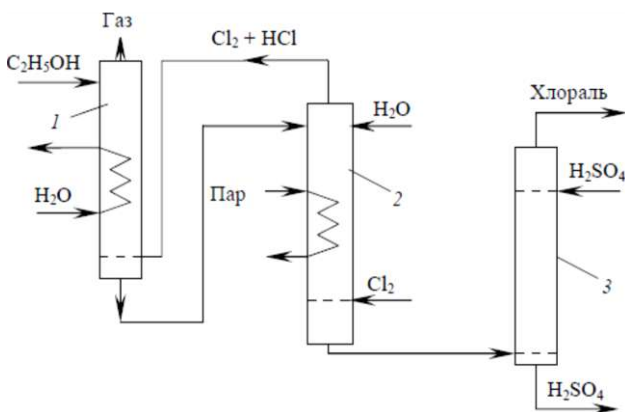 Газ
Cl₂ + HCl
C₂H₅OH
Хлораль
1
H₂O
H₂SO₄
Пар
2
H₂O
Cl₂
3
H₂SO₄